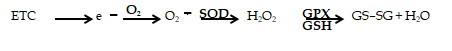 ETC ⟶ e – O₂ ⟶ O₂ – SOD ⟶ H₂O₂ GPX GSH ⟶ GS–SG + H₂O